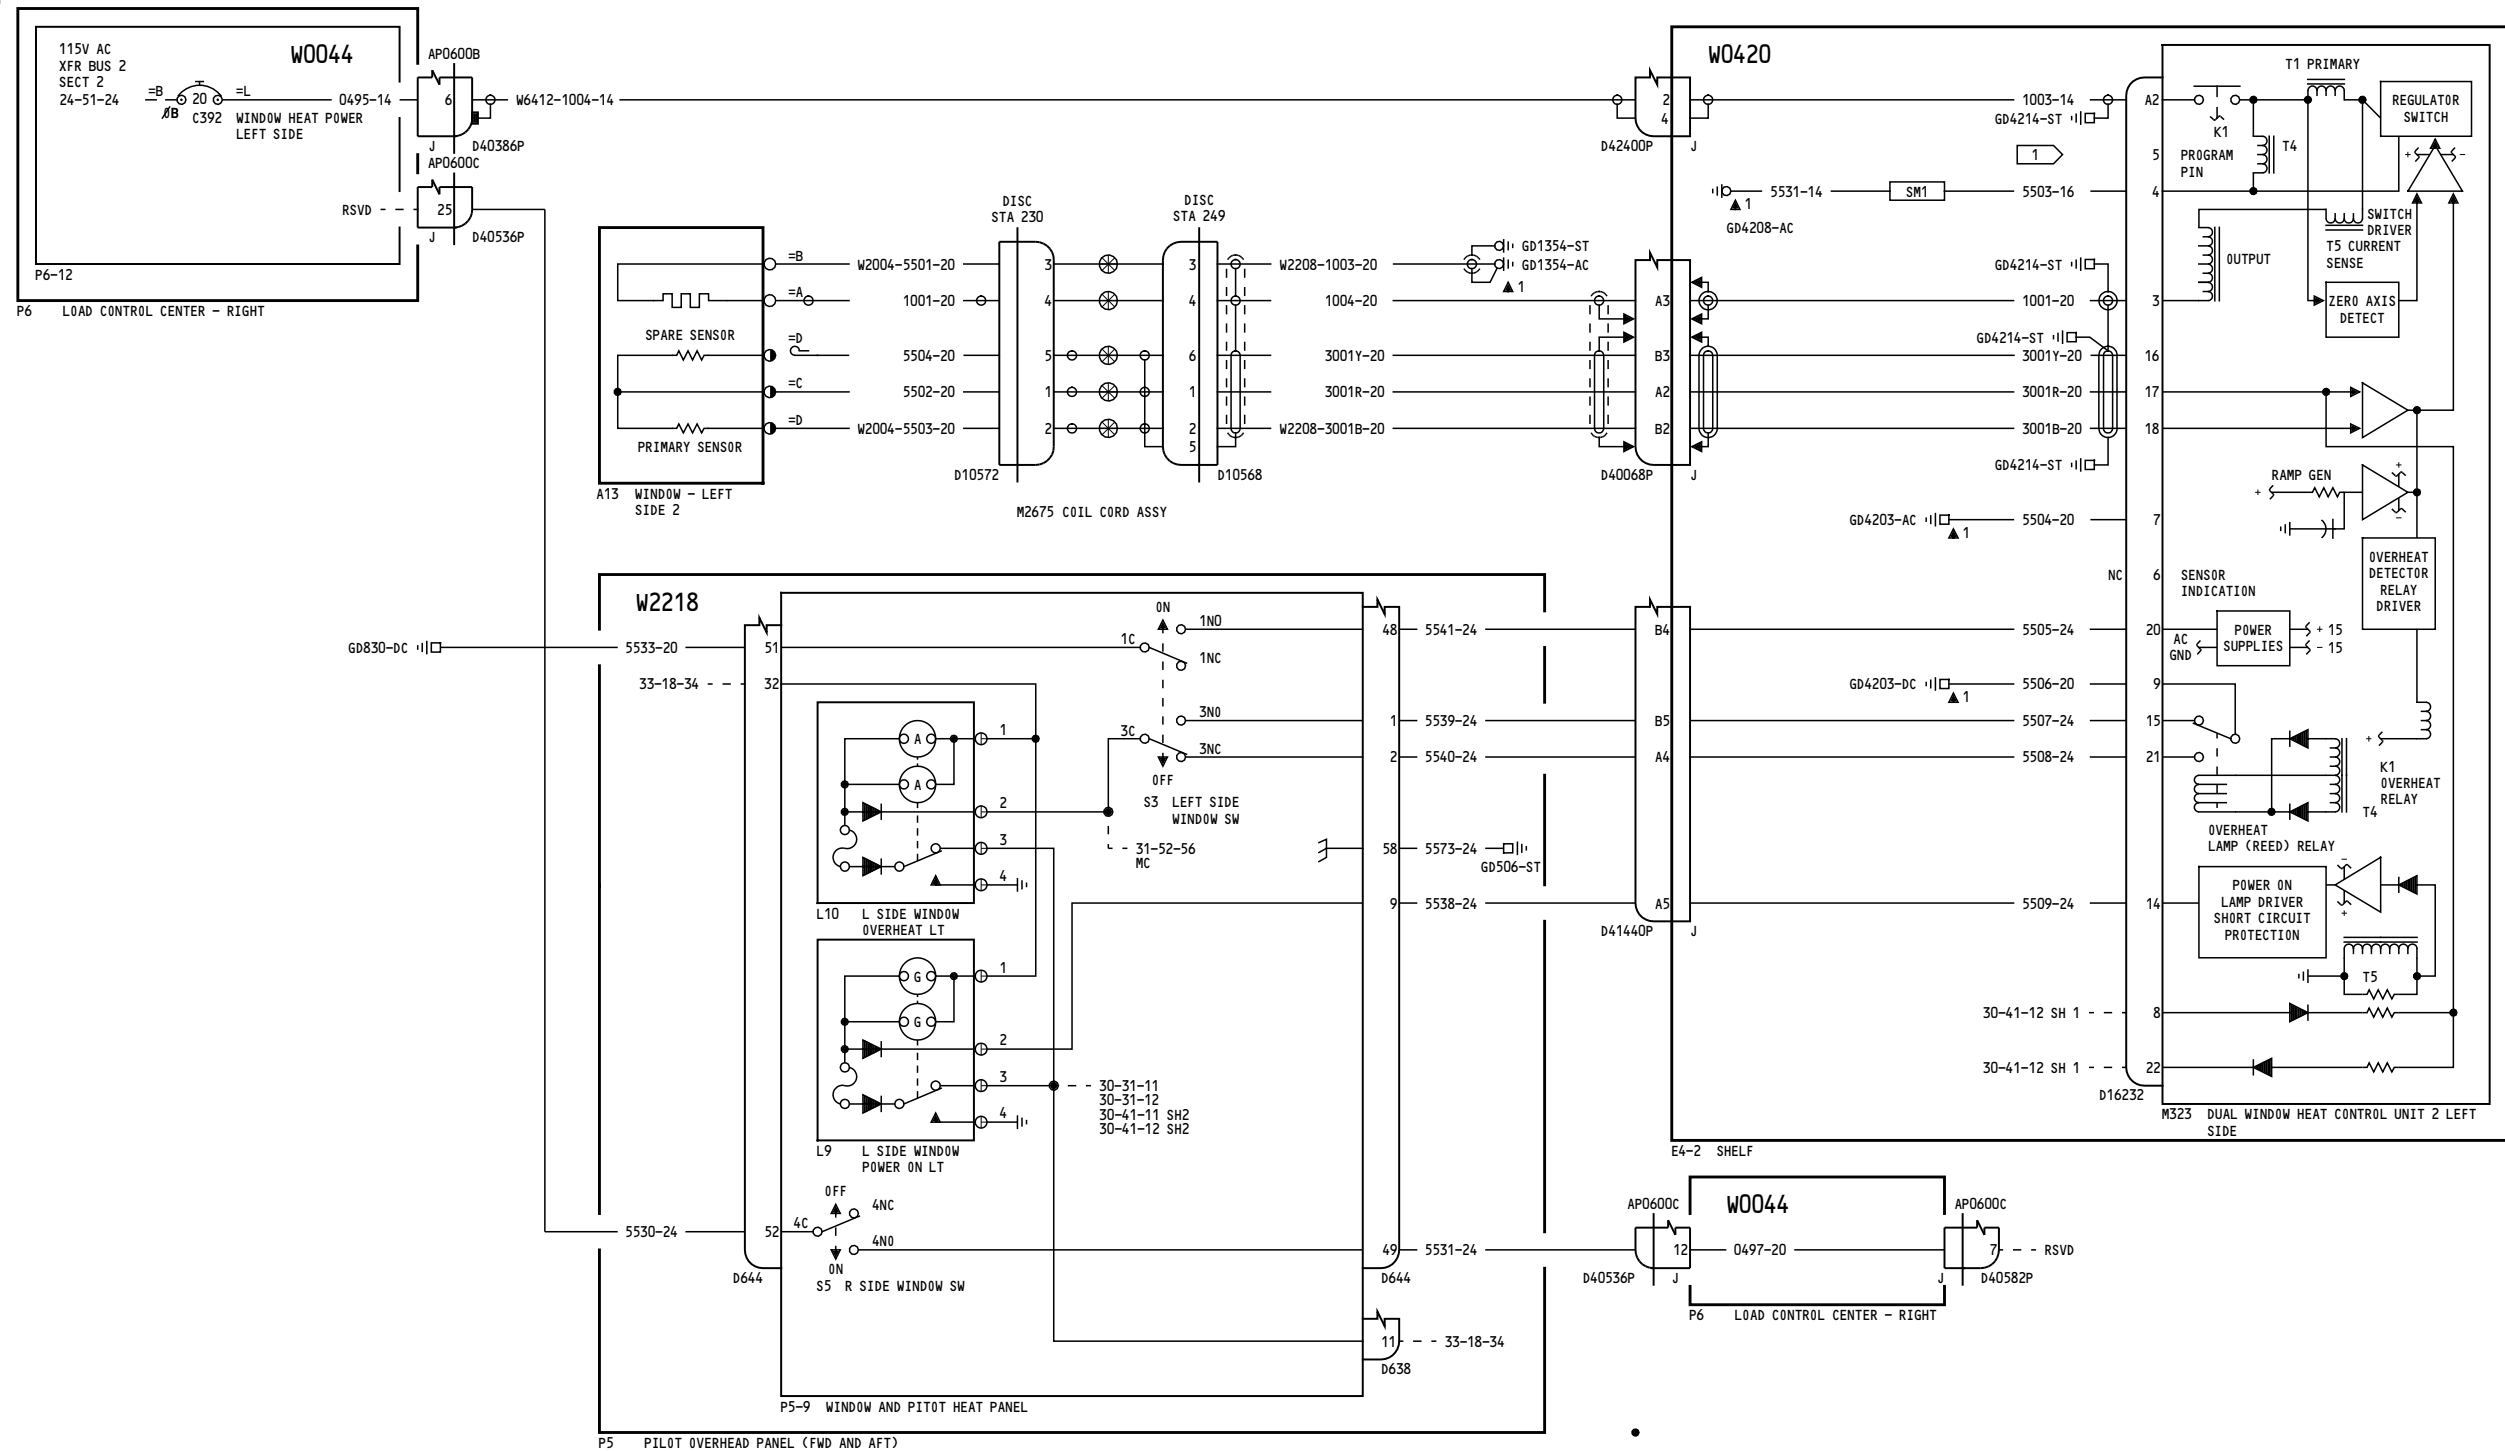 115V AC
XFR BUS 2
SECT 2
24-51-24
W0044
=B
ØB
20
C392
=L
WINDOW HEAT POWER
LEFT SIDE
0495-14
AP0600B
6
J
D40386P
W6412-1004-14
AP0600C
RSVD
25
J
D40536P
P6-12
P6 LOAD CONTROL CENTER - RIGHT
2
4
D42400P
J
W0420
1003-14
GD4214-ST
1
A2
5
4
PROGRAM
PIN
K1
T1 PRIMARY
T4
REGULATOR
SWITCH
+
-
1
GD4208-AC
5531-14
SM1
5503-16
SWITCH
DRIVER
T5 CURRENT
SENSE
OUTPUT
ZERO AXIS
DETECT
SPARE SENSOR
PRIMARY SENSOR
A13 WINDOW - LEFT
SIDE 2
=B
=A
=D
=C
=D
W2004-5501-20
1001-20
5504-20
5502-20
W2004-5503-20
DISC
STA 230
3
4
5
1
2
D10572
DISC
STA 249
3
4
6
1
2
5
D10568
M2675 COIL CORD ASSY
W2208-1003-20
1004-20
3001Y-20
3001R-20
W2208-3001B-20
GD1354-ST
GD1354-AC
1
A3
B3
A2
B2
D40068P
J
GD4214-ST
1001-20
GD4214-ST
3001Y-20
3001R-20
3001B-20
GD4214-ST
3
16
17
18
GD4203-AC
1
5504-20
7
RAMP GEN
+
+
-
NC
6
SENSOR
INDICATION
OVERHEAT
DETECTOR
RELAY
DRIVER
W2218
GD830-DC
5533-20
51
33-18-34
32
1C
ON
1NO
1NC
3C
3NO
3NC
OFF
S3 LEFT SIDE
WINDOW SW
31-52-56
MC
A
A
1
2
3
4
L10 L SIDE WINDOW
OVERHEAT LT
G
G
1
2
3
4
L9 L SIDE WINDOW
POWER ON LT
30-31-11
30-31-12
30-41-11 SH2
30-41-12 SH2
5530-24
52
D644
4C
OFF
4NC
4NO
ON
S5 R SIDE WINDOW SW
48
1
2
58
9
49
D644
11
D638
33-18-34
5541-24
5539-24
5540-24
5573-24
GD506-ST
5538-24
5531-24
P5-9 WINDOW AND PITOT HEAT PANEL
P5 PILOT OVERHEAD PANEL (FWD AND AFT)
B4
B5
A4
A5
D41440P
J
5505-24
GD4203-DC
1
5506-20
5507-24
5508-24
5509-24
20
9
15
21
14
AC
GND
POWER
SUPPLIES
+ 15
- 15
+
K1
OVERHEAT
RELAY
T4
OVERHEAT
LAMP (REED) RELAY
POWER ON
LAMP DRIVER
SHORT CIRCUIT
PROTECTION
-
+
T5
30-41-12 SH 1
8
30-41-12 SH 1
22
D16232
M323 DUAL WINDOW HEAT CONTROL UNIT 2 LEFT
SIDE
E4-2 SHELF
AP0600C
12
D40536P
J
W0044
0497-20
AP0600C
7
RSVD
J
D40582P
P6 LOAD CONTROL CENTER - RIGHT